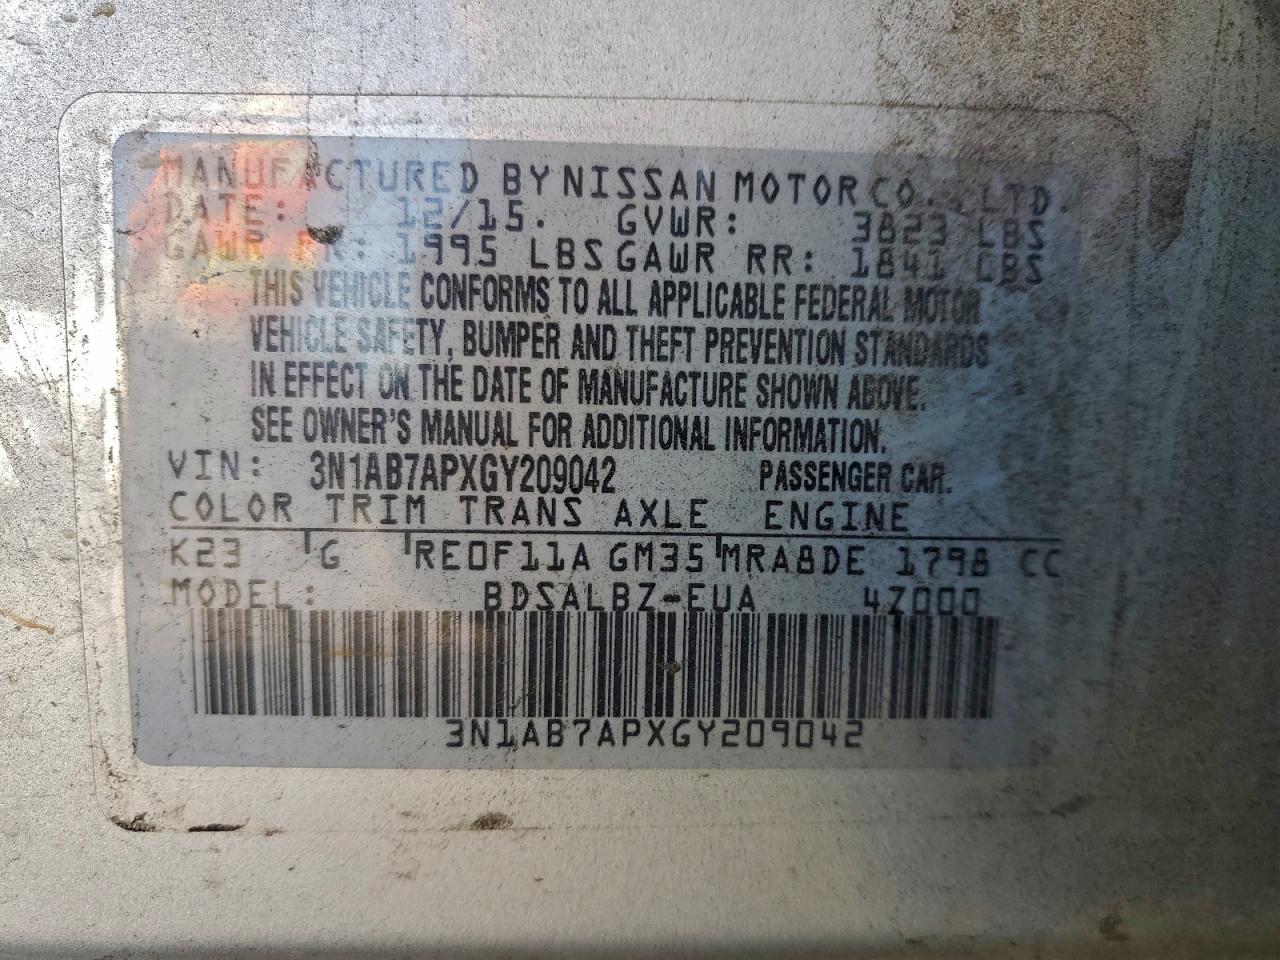 MANUFACTURED BY NISSAN MOTOR CO., LTD.
DATE: 12/15. GVWR: 3823 LBS
GAWR RR: 1995 LBS GAWR RR: 1841 LBS
THIS VEHICLE CONFORMS TO ALL APPLICABLE FEDERAL MOTOR
VEHICLE SAFETY, BUMPER AND THEFT PREVENTION STANDARDS
IN EFFECT ON THE DATE OF MANUFACTURE SHOWN ABOVE.
SEE OWNER'S MANUAL FOR ADDITIONAL INFORMATION.
VIN: 3N1AB7APXGY209042 PASSENGER CAR.
COLOR TRIM TRANS AXLE ENGINE
K23 G RE0F11A GM35 MRA8DE 1798 CC
MODEL: BDSALBZ-EUA 4Z000
3N1AB7APXGY209042